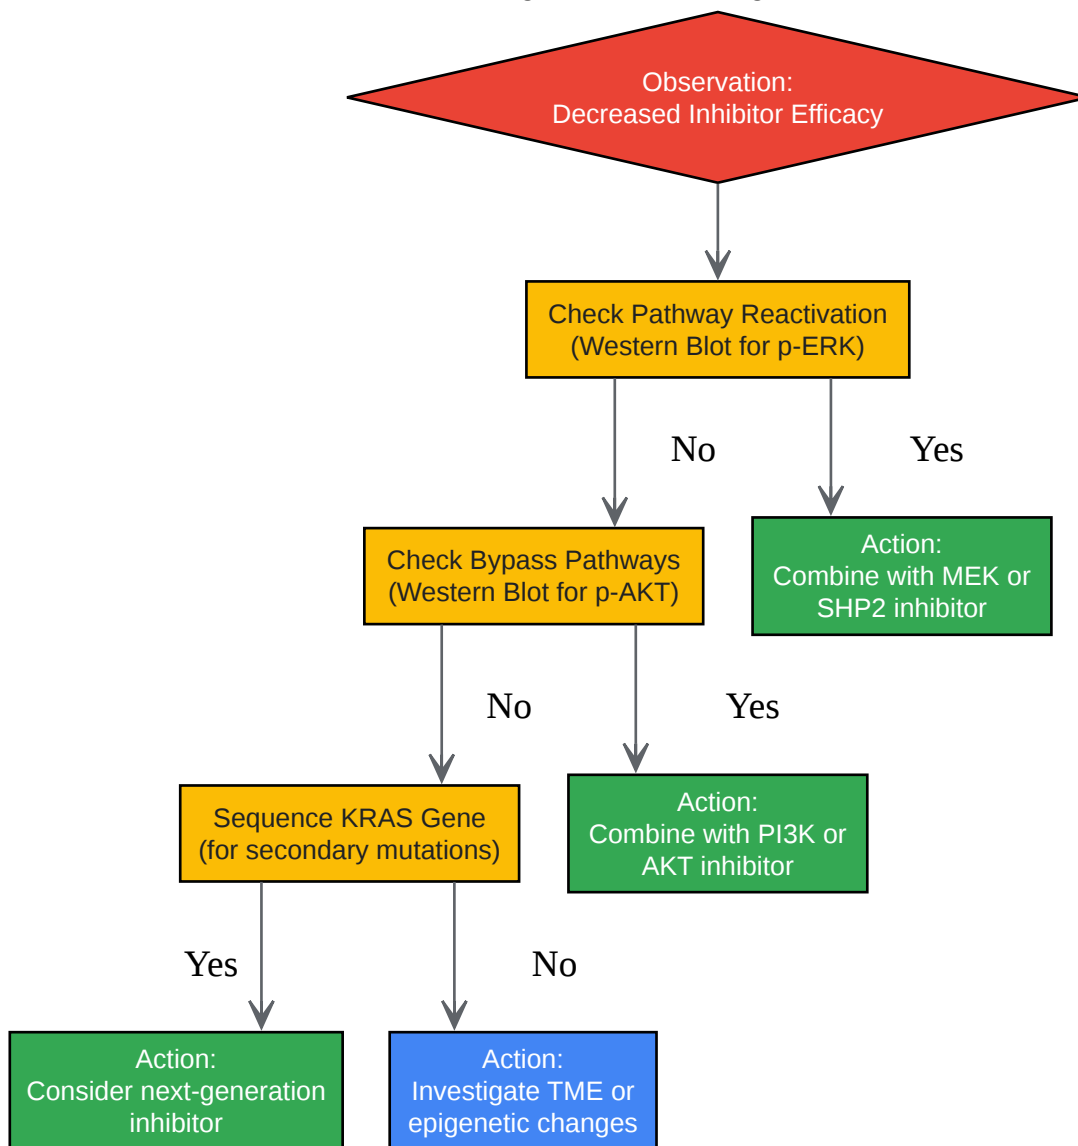 Observation:
Decreased Inhibitor Efficacy
Check Pathway Reactivation
(Western Blot for p-ERK)
No
Yes
Check Bypass Pathways
(Western Blot for p-AKT)
Action:
Combine with MEK or
SHP2 inhibitor
No
Yes
Sequence KRAS Gene
(for secondary mutations)
Action:
Combine with PI3K or
AKT inhibitor
Yes
No
Action:
Consider next-generation
inhibitor
Action:
Investigate TME or
epigenetic changes